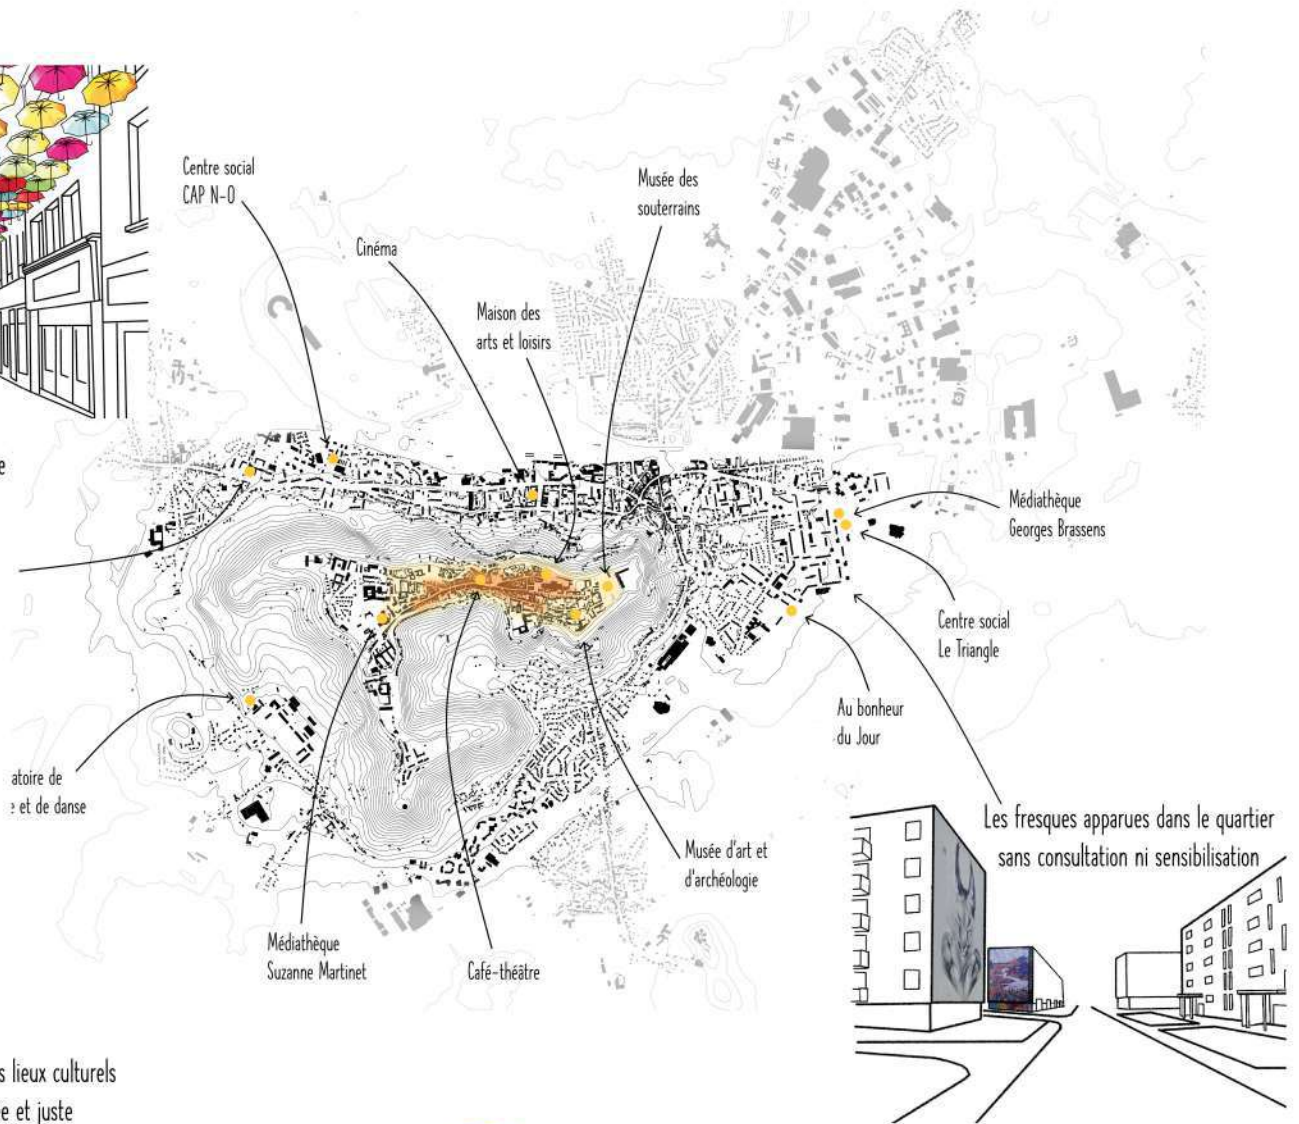 Centre social
CAP N-O
Cinéma
Maison des
arts et loisirs
Musée des
souterrains
e
Médiathèque
Georges Brassens
Centre social
Le Triangle
Au bonheur
du Jour
atoire de
et de danse
Les fresques apparues dans le quartier
sans consultation ni sensibilisation
Musée d'art et
d'archéologie
Médiathèque
Suzanne Martinet
Café-théâtre
s lieux culturels
e et juste